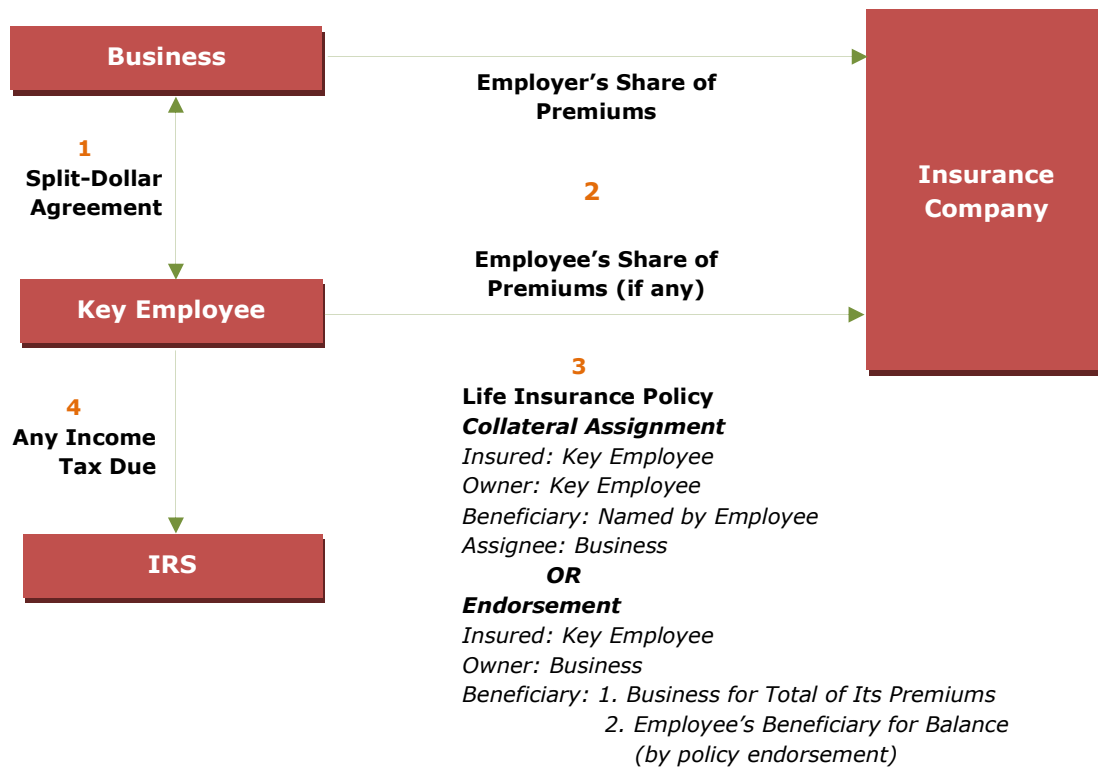 Business
Employer’s Share of
Premiums
1
Split-Dollar
Agreement
2
Insurance
Company
Employee’s Share of
Premiums (if any)
Key Employee
3
Life Insurance Policy
Collateral Assignment
Insured: Key Employee
Owner: Key Employee
Beneficiary: Named by Employee
Assignee: Business
OR
Endorsement
Insured: Key Employee
Owner: Business
Beneficiary: 1. Business for Total of Its Premiums
2. Employee’s Beneficiary for Balance
(by policy endorsement)
4
Any Income
Tax Due
IRS